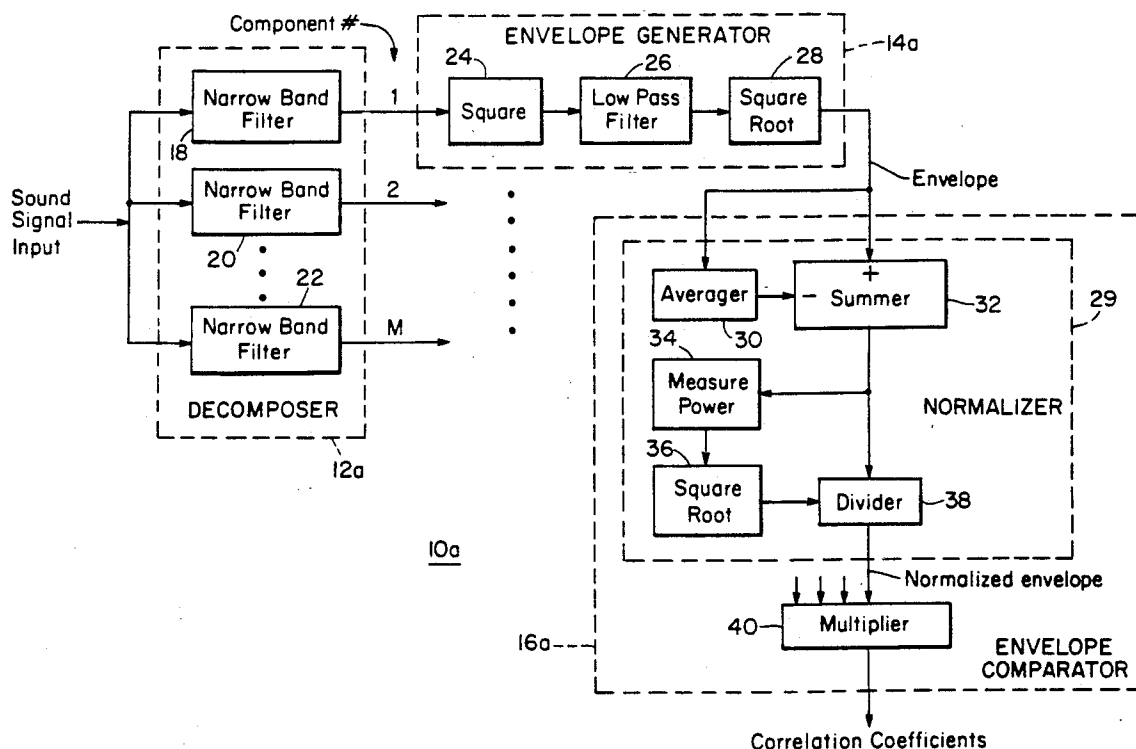 Component #
ENVELOPE GENERATOR
14a
24
26
28
Narrow Band
Filter
18
1
Square
Low Pass
Filter
Square
Root
Sound
Signal
Input
Narrow Band
Filter
20
2
Envelope
22
Narrow Band
Filter
M
DECOMPOSER
12a
Averager
30
+
-
Summer
32
29
34
Measure
Power
NORMALIZER
36
Square
Root
Divider
38
10a
Normalized envelope
40
Multiplier
16a
ENVELOPE
COMPARATOR
Correlation Coefficients